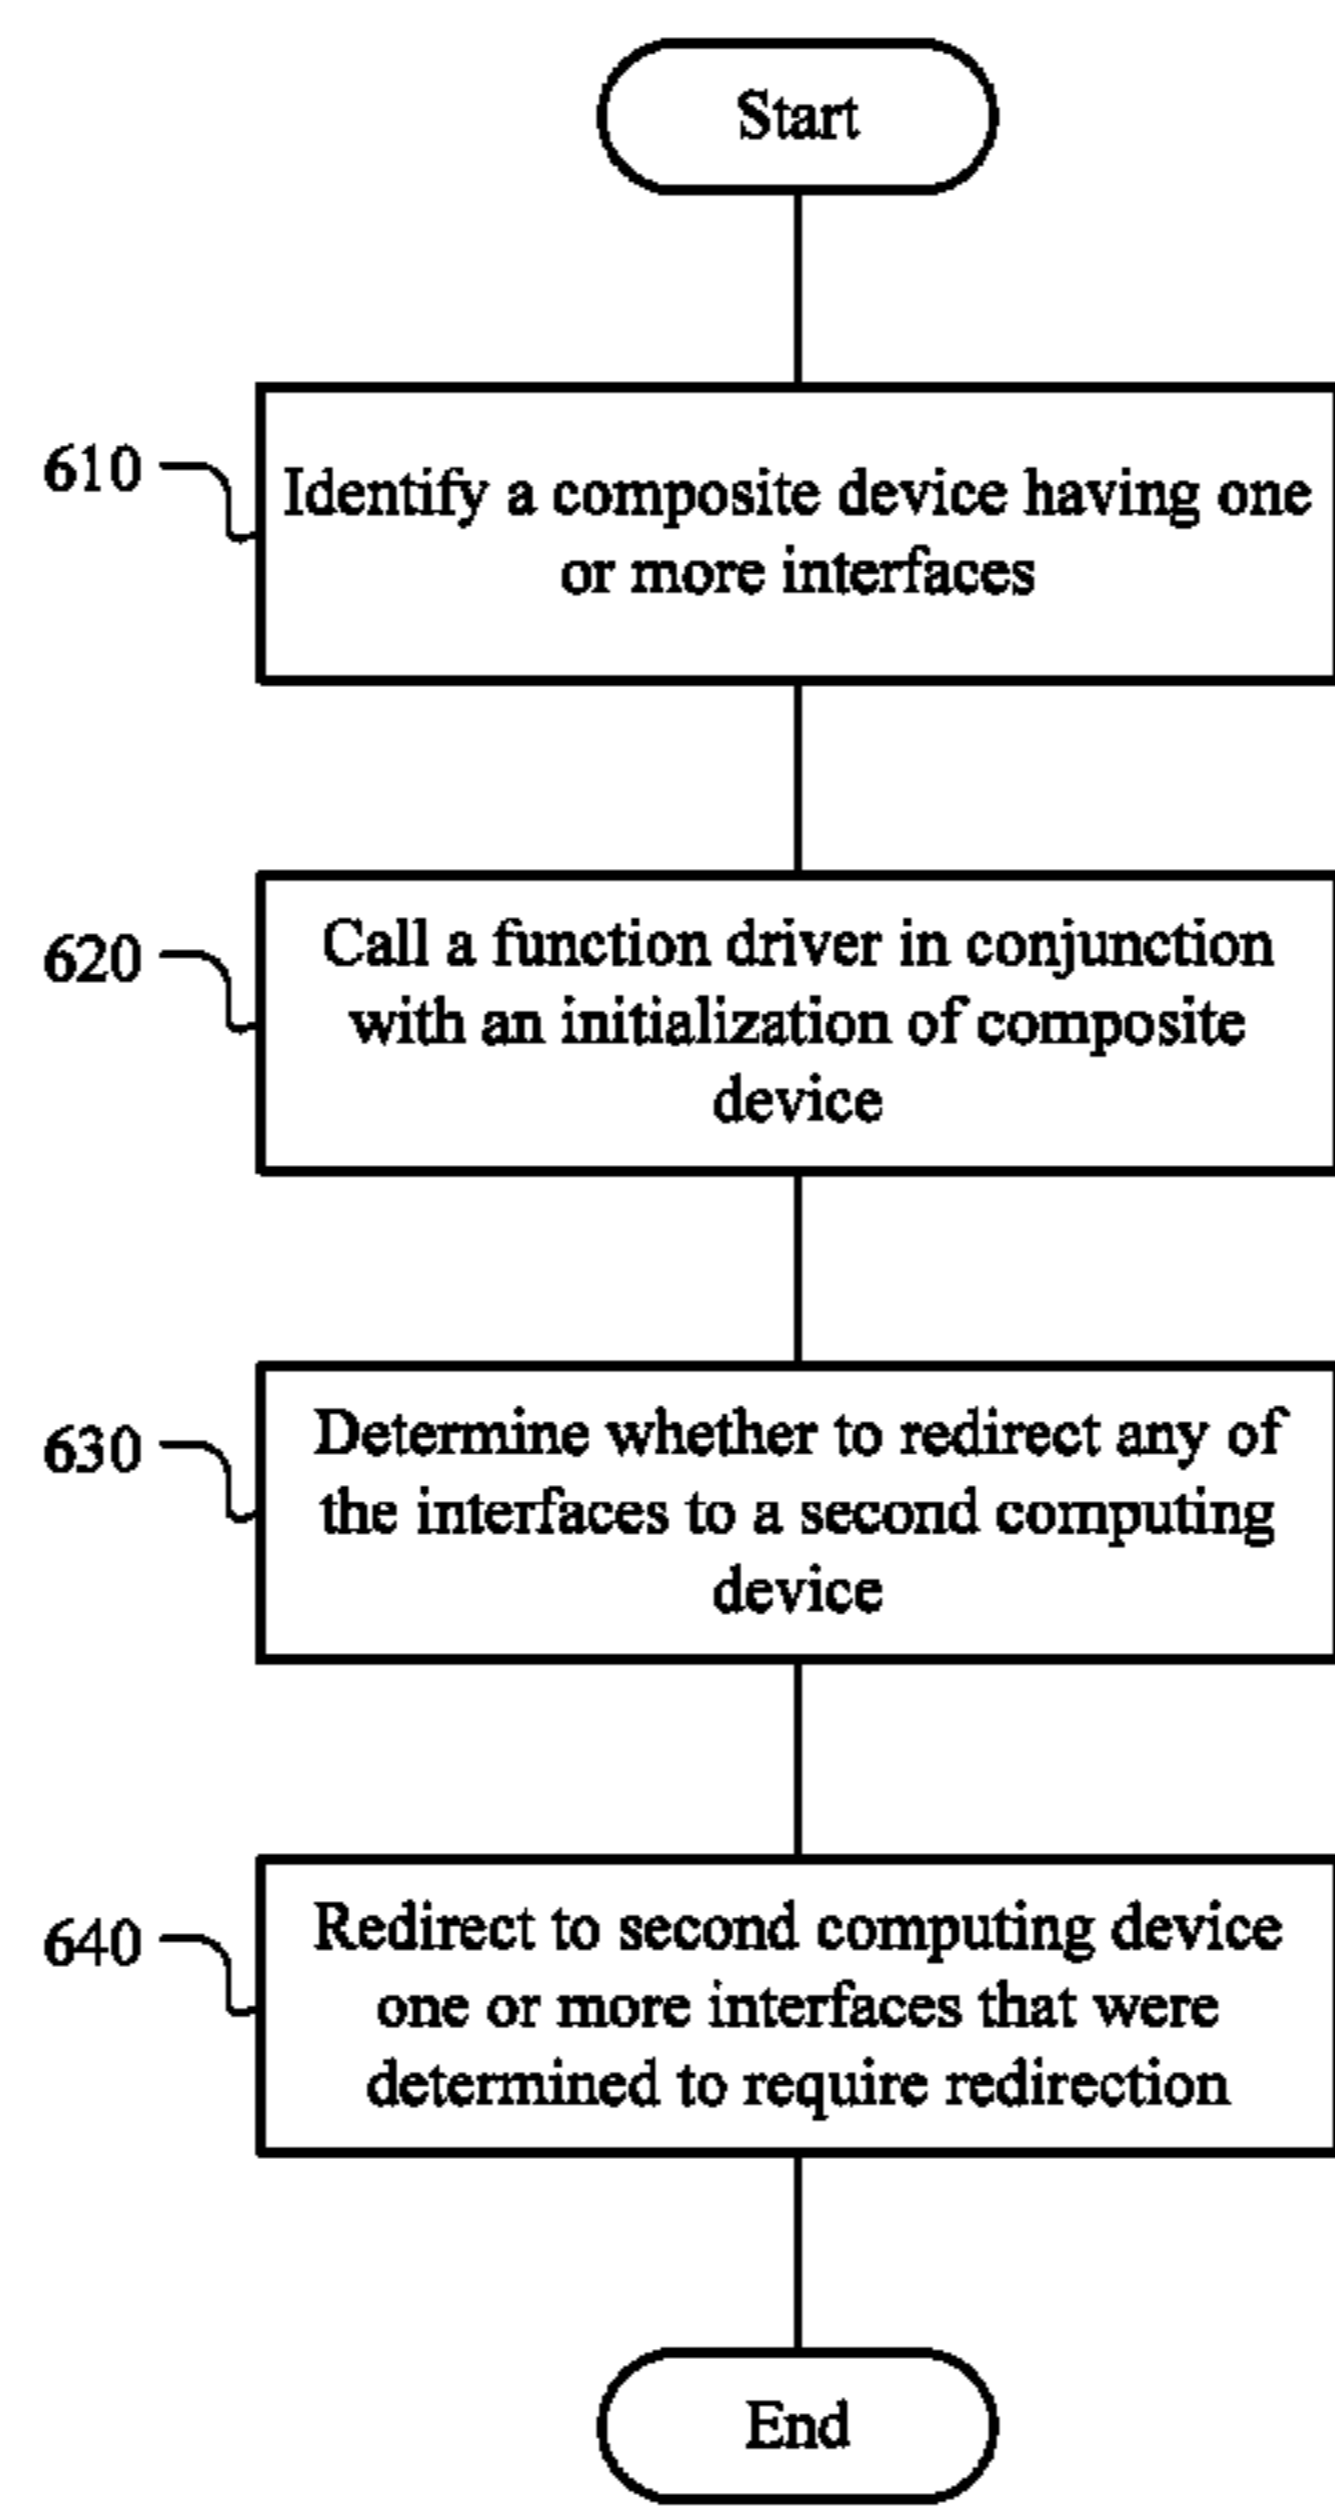 Start
610
Identify a composite device having one
or more interfaces
620
Call a function driver in conjunction
with an initialization of composite
device
630
Determine whether to redirect any of
the interfaces to a second computing
device
640
Redirect to second computing device
one or more interfaces that were
determined to require redirection
End